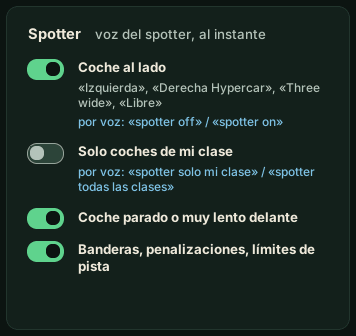 Spotter voz del spotter, al instante
Coche al lado
«Izquierda», «Derecha Hypercar», «Three
wide», «Libre»
por voz: «spotter off» / «spotter on»
Solo coches de mi clase
por voz: «spotter solo mi clase» / «spotter
todas las clases»
Coche parado o muy lento delante
Banderas, penalizaciones, límites de
pista